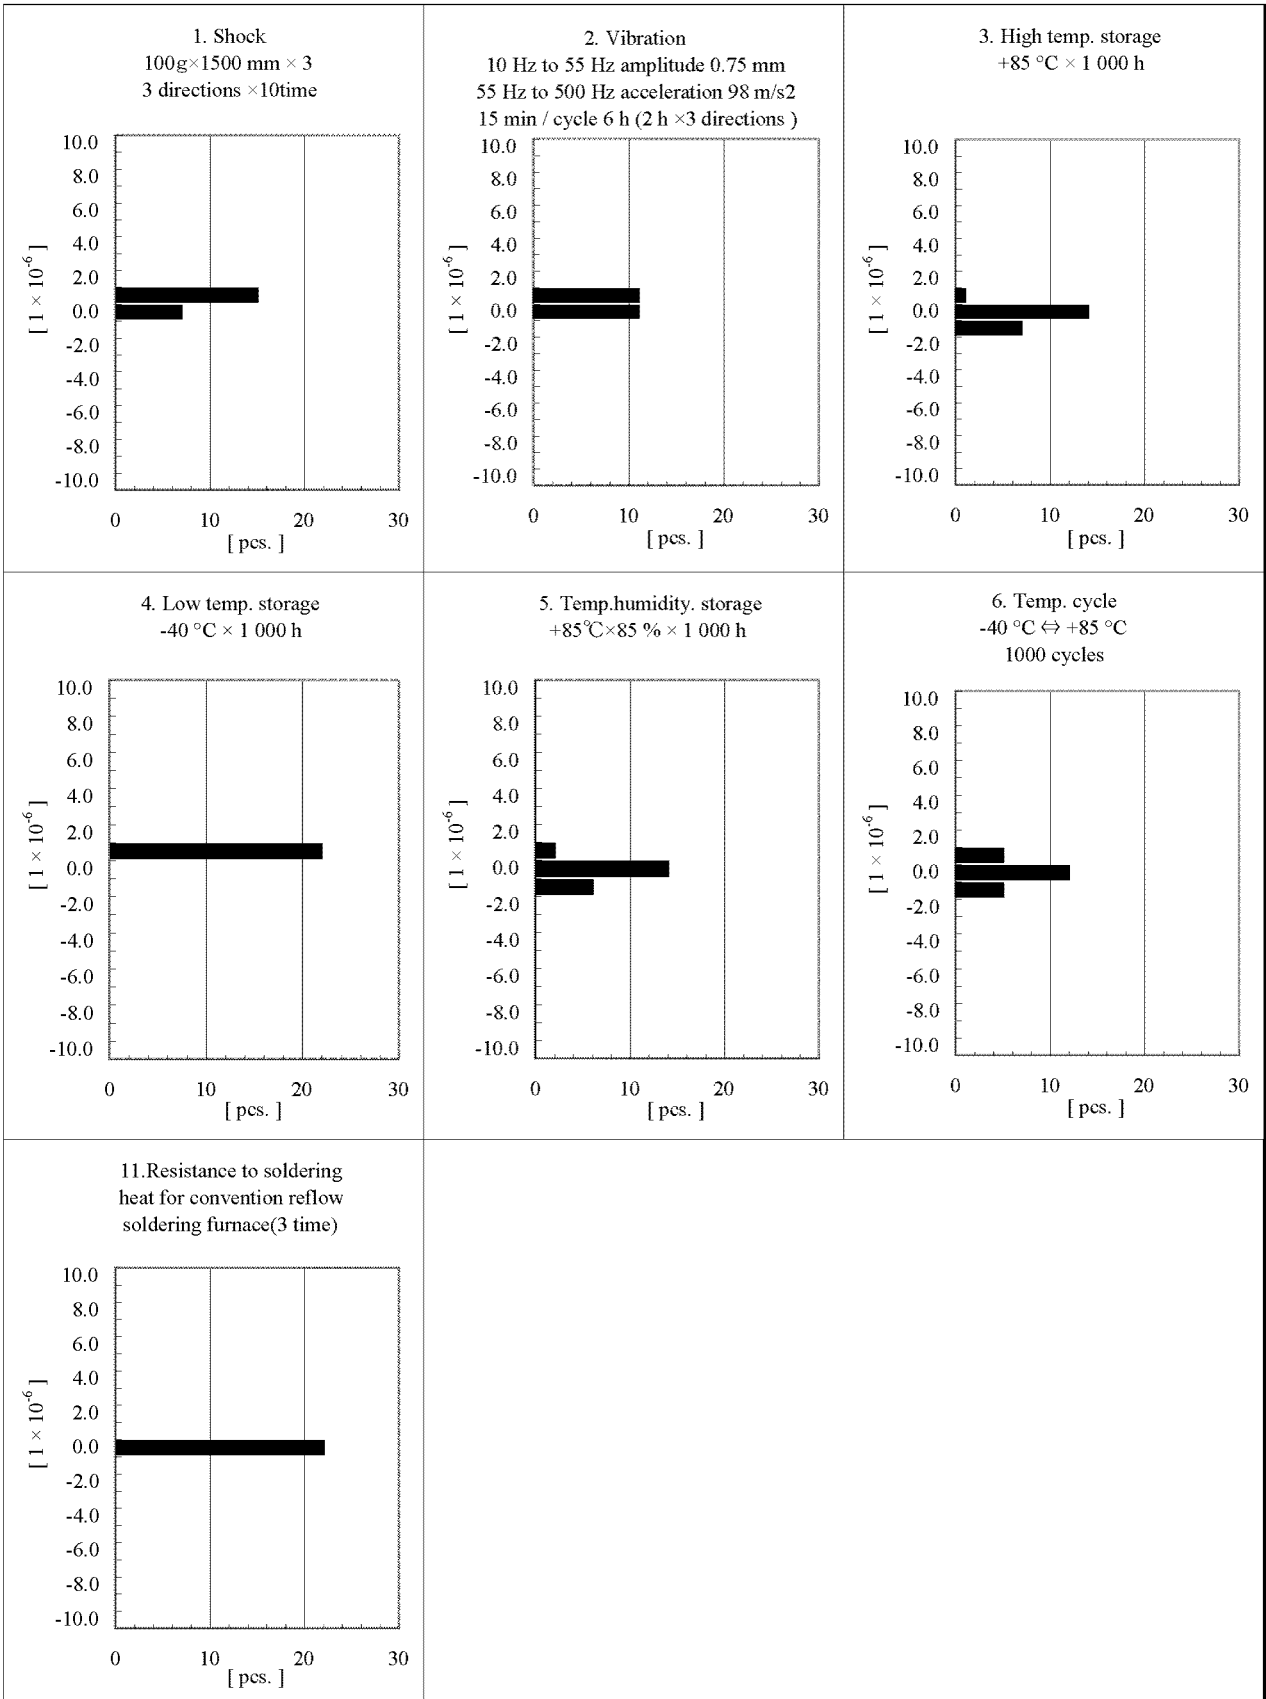 1. Shock
100g×1500 mm × 3
3 directions ×10time
10.0
8.0
6.0
4.0
2.0
0.0
-2.0
-4.0
-6.0
-8.0
-10.0
[ 1 × 10⁻⁶ ]
0 10 20 30
[ pcs. ]
2. Vibration
10 Hz to 55 Hz amplitude 0.75 mm
55 Hz to 500 Hz acceleration 98 m/s2
15 min / cycle 6 h (2 h ×3 directions )
10.0
8.0
6.0
4.0
2.0
0.0
-2.0
-4.0
-6.0
-8.0
-10.0
[ 1 × 10⁻⁶ ]
0 10 20 30
[ pcs. ]
3. High temp. storage
+85 °C × 1 000 h
10.0
8.0
6.0
4.0
2.0
0.0
-2.0
-4.0
-6.0
-8.0
-10.0
[ 1 × 10⁻⁶ ]
0 10 20 30
[ pcs. ]
4. Low temp. storage
-40 °C × 1 000 h
10.0
8.0
6.0
4.0
2.0
0.0
-2.0
-4.0
-6.0
-8.0
-10.0
[ 1 × 10⁻⁶ ]
0 10 20 30
[ pcs. ]
5. Temp.humidity. storage
+85℃×85 % × 1 000 h
10.0
8.0
6.0
4.0
2.0
0.0
-2.0
-4.0
-6.0
-8.0
-10.0
[ 1 × 10⁻⁶ ]
0 10 20 30
[ pcs. ]
6. Temp. cycle
-40 °C ⇔ +85 °C
1000 cycles
10.0
8.0
6.0
4.0
2.0
0.0
-2.0
-4.0
-6.0
-8.0
-10.0
[ 1 × 10⁻⁶ ]
0 10 20 30
[ pcs. ]
11.Resistance to soldering
heat for convention reflow
soldering furnace(3 time)
10.0
8.0
6.0
4.0
2.0
0.0
-2.0
-4.0
-6.0
-8.0
-10.0
[ 1 × 10⁻⁶ ]
0 10 20 30
[ pcs. ]